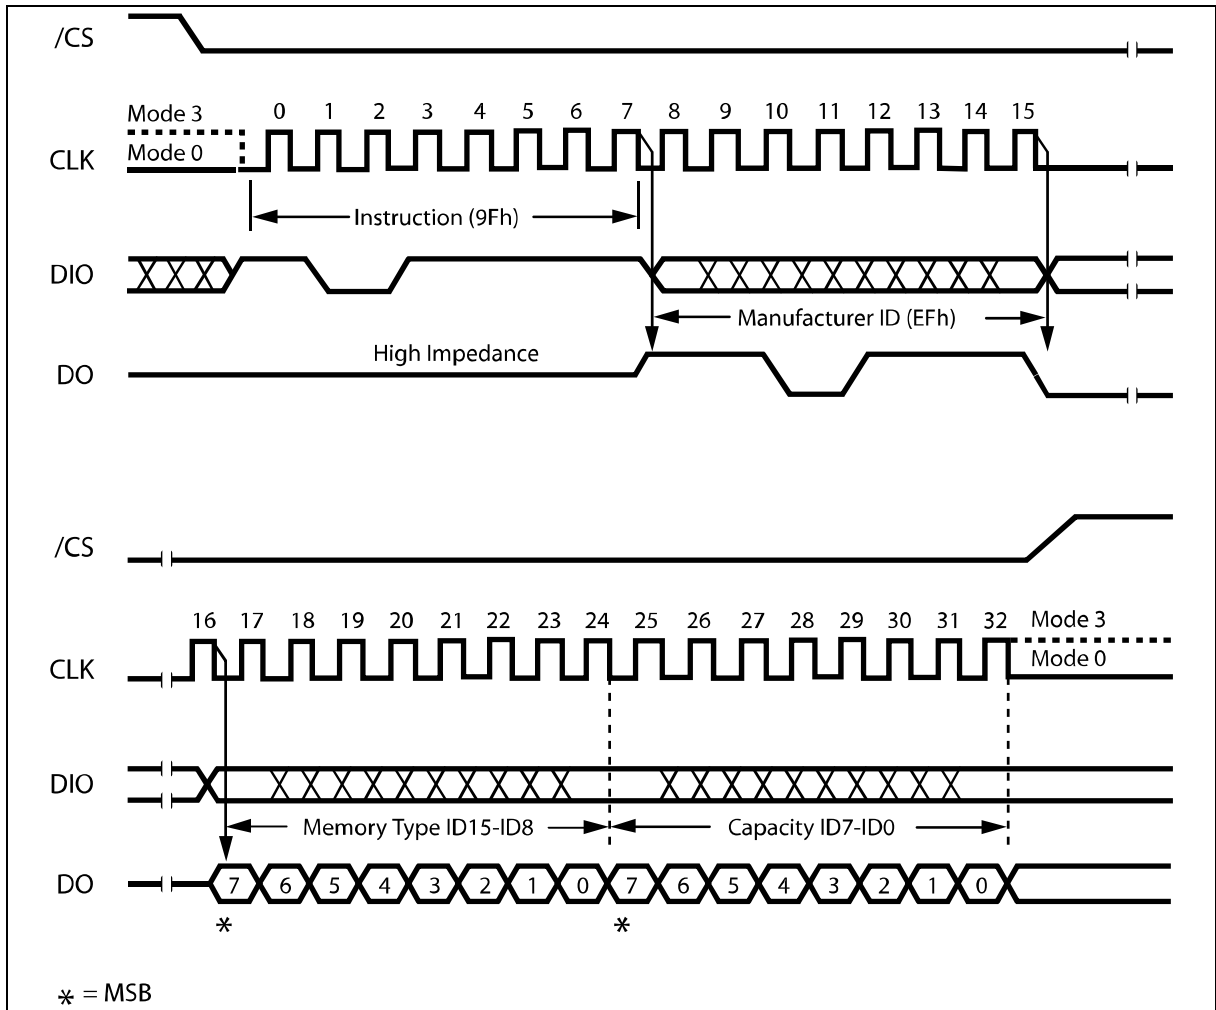 /CS
Mode 3
0 1 2 3 4 5 6 7 8 9 10 11 12 13 14 15
CLK
Mode 0
Instruction (9Fh)
DIO
Manufacturer ID (EFh)
High Impedance
DO
/CS
16 17 18 19 20 21 22 23 24 25 26 27 28 29 30 31 32
Mode 3
CLK
Mode 0
DIO
Memory Type ID15-ID8
Capacity ID7-ID0
DO
7 6 5 4 3 2 1 0 7 6 5 4 3 2 1 0
* *
* = MSB